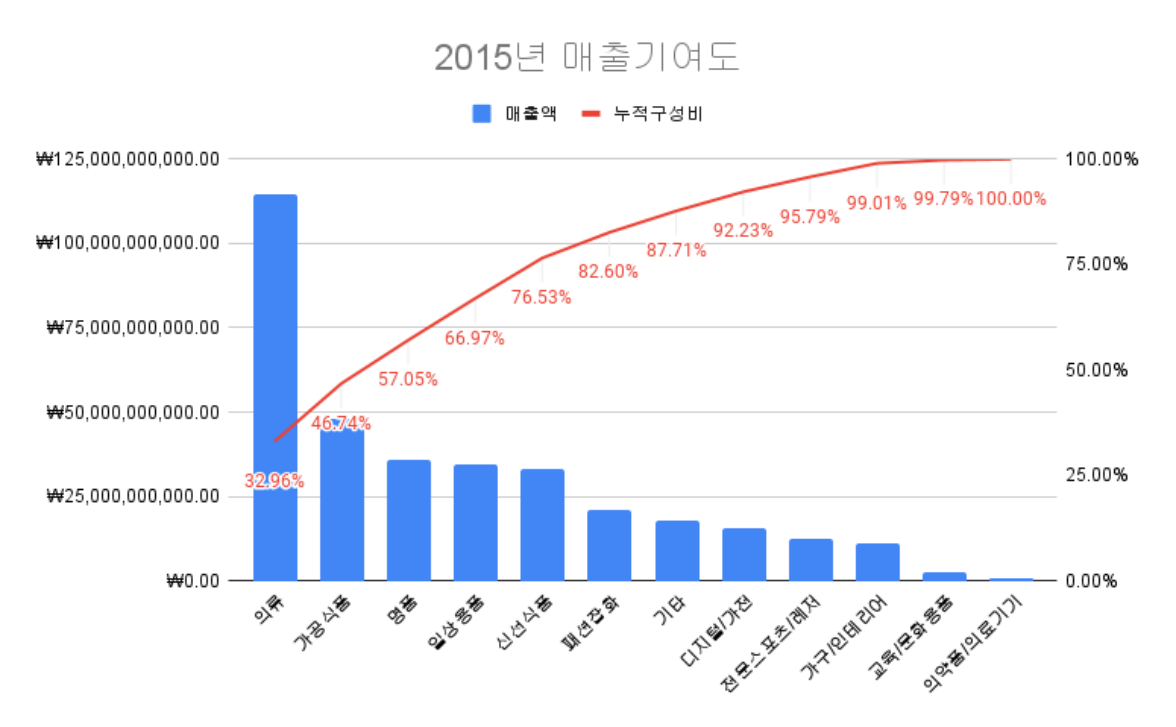 2015년 매출기여도
매출액 누적구성비
₩125,000,000,000.00
₩100,000,000,000.00
₩75,000,000,000.00
₩50,000,000,000.00
₩25,000,000,000.00
₩0.00
100.00%
75.00%
50.00%
25.00%
0.00%
32.96%
46.74%
57.05%
66.97%
76.53%
82.60%
87.71%
92.23%
95.79%
99.01%
99.79%
100.00%
의류
가공식품
명품
일상용품
신선식품
패션잡화
기타
디지털/가전
전문스포츠/레저
가구/인테리어
교육/문화용품
의약품/의료기기